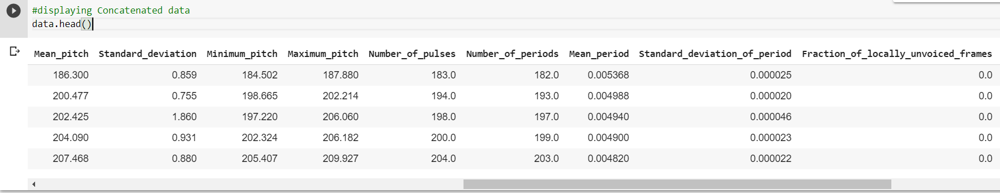 #displaying Concatenated data
data.head()
Mean_pitch Standard_deviation Minimum_pitch Maximum_pitch Number_of_pulses Number_of_periods Mean_period Standard_deviation_of_period Fraction_of_locally_unvoiced_frames
186.300 0.859 184.502 187.880 183.0 182.0 0.005368 0.000025 0.0
200.477 0.755 198.665 202.214 194.0 193.0 0.004988 0.000020 0.0
202.425 1.860 197.220 206.060 198.0 197.0 0.004940 0.000046 0.0
204.090 0.931 202.324 206.182 200.0 199.0 0.004900 0.000023 0.0
207.468 0.880 205.407 209.927 204.0 203.0 0.004820 0.000022 0.0